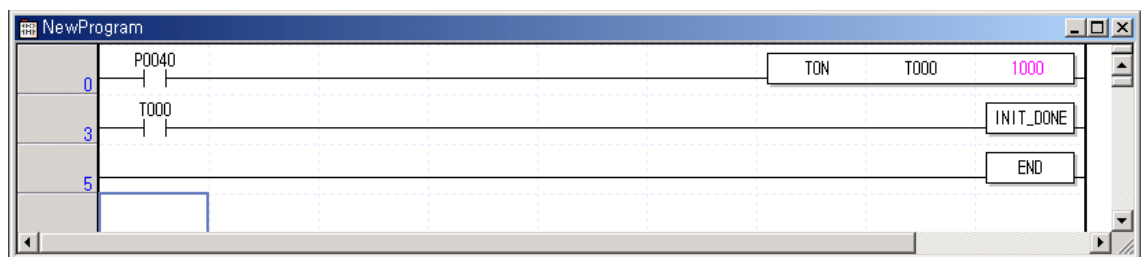 NewProgram
P0040
TON T000 1000
0
T000
INIT_DONE
3
END
5